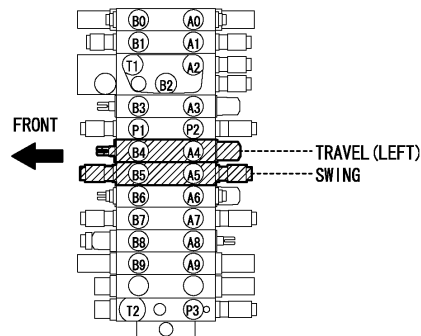 B0 A0
B1 A1
T1 A2
B2
B3 A3
FRONT P1 P2
B4 A4 TRAVEL (LEFT)
B5 A5 SWING
B6 A6
B7 A7
B8 A8
B9 A9
T2 P3